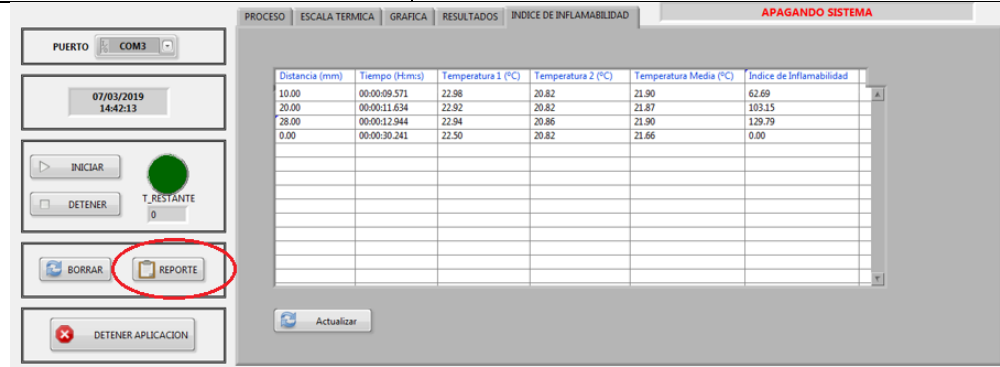 PROCESO ESCALA TERMICA GRAFICA RESULTADOS INDICE DE INFLAMABILIDAD APAGANDO SISTEMA
PUERTO COM3
07/03/2019
14:42:13
INICIAR
DETENER
T_RESTANTE
0
BORRAR REPORTE
DETENER APLICACION
Distancia (mm) Tiempo (H:m:s) Temperatura 1 (ºC) Temperatura 2 (ºC) Temperatura Media (ºC) Indice de Inflamabilidad
10.00 00:00:09.571 22.98 20.82 21.90 62.69
20.00 00:00:11.634 22.92 20.82 21.87 103.15
28.00 00:00:12.944 22.94 20.86 21.90 129.79
0.00 00:00:30.241 22.50 20.82 21.66 0.00
Actualizar